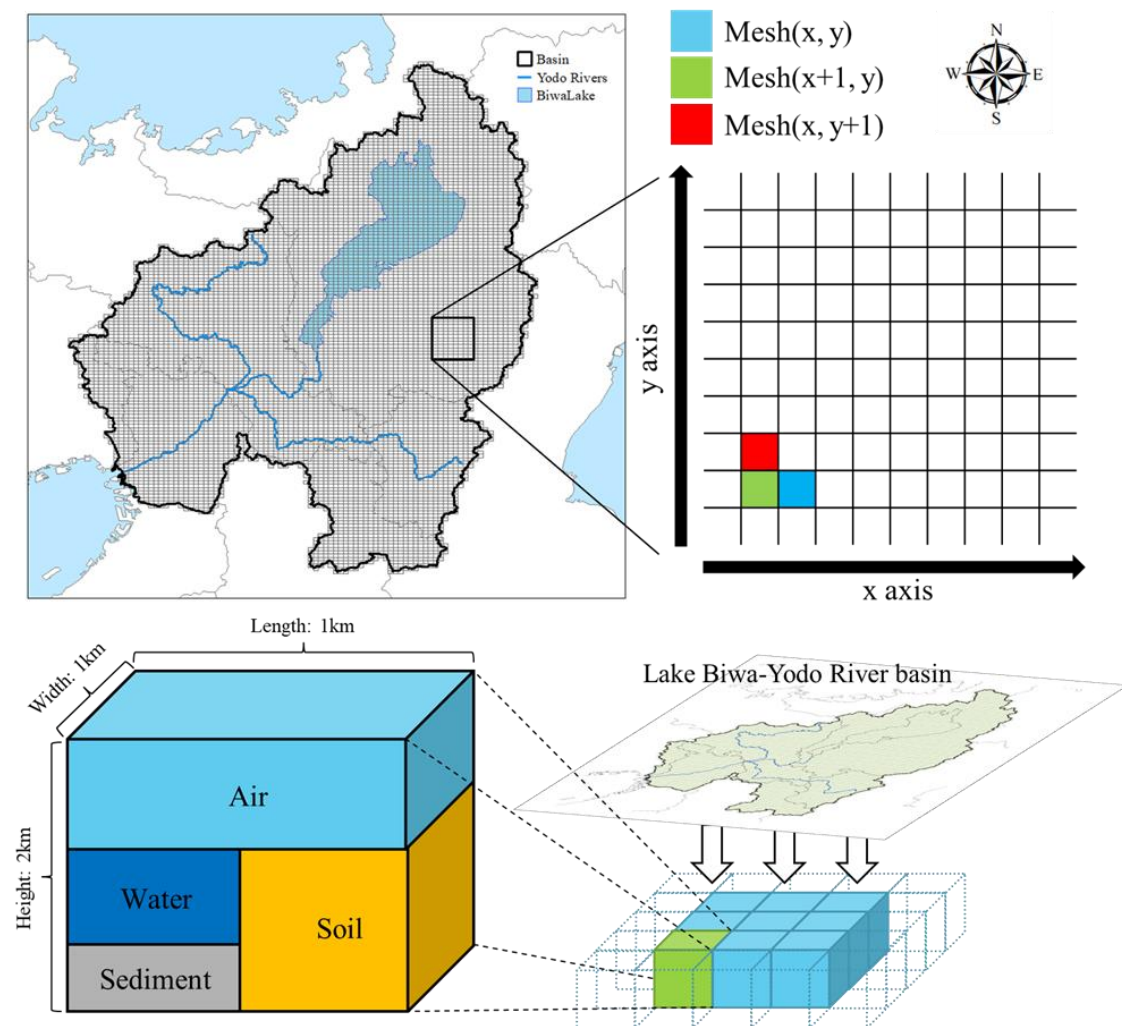 Basin
Yodo Rivers
BiwaLake
Mesh(x, y)
Mesh(x+1, y)
Mesh(x, y+1)
N
W E
S
y axis
x axis
Length: 1km
Width: 1km
Height: 2km
Air
Water
Soil
Sediment
Lake Biwa-Yodo River basin